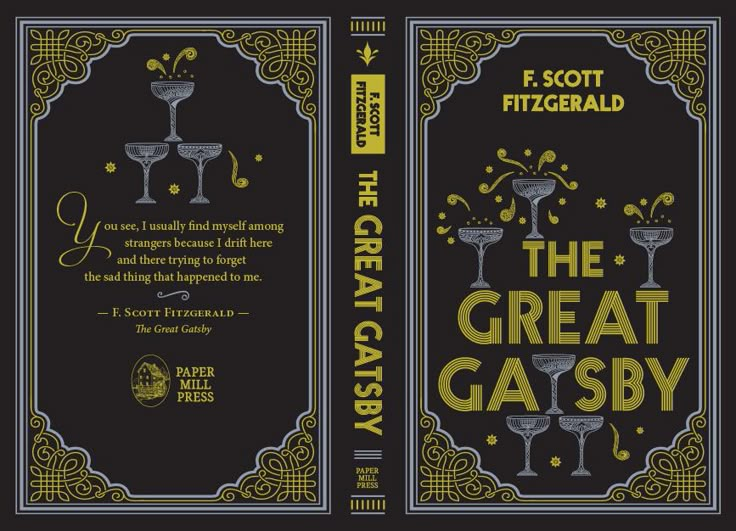 You see, I usually find myself among
strangers because I drift here
and there trying to forget
the sad thing that happened to me.
— F. Scott Fitzgerald —
The Great Gatsby
PAPER
MILL
PRESS
F. SCOTT
FITZGERALD
THE GREAT GATSBY
PAPER
MILL
PRESS
F. SCOTT
FITZGERALD
THE
GREAT
GATSBY